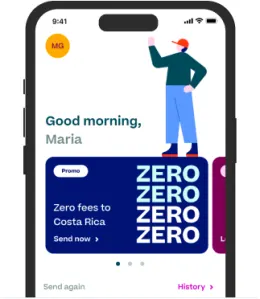 9:41
MG
Good morning,
Maria
Promo
ZERO
ZERO
ZERO
ZERO
Zero fees to
Costa Rica
Send now
Send again
History